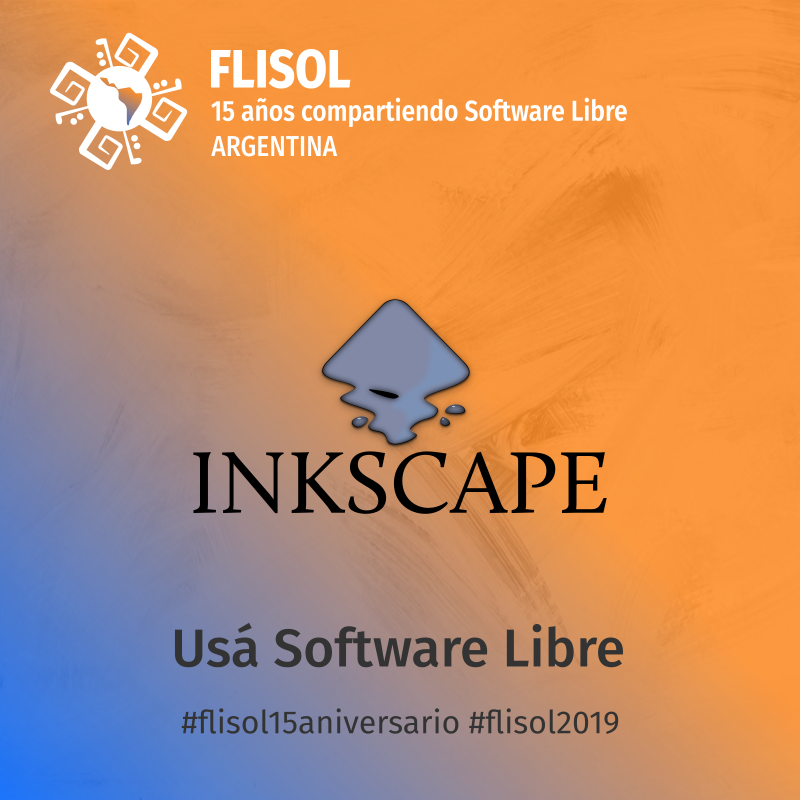 FLISOL
15 años compartiendo Software Libre
ARGENTINA
INKSCAPE
Usá Software Libre
#flisol15aniversario #flisol2019